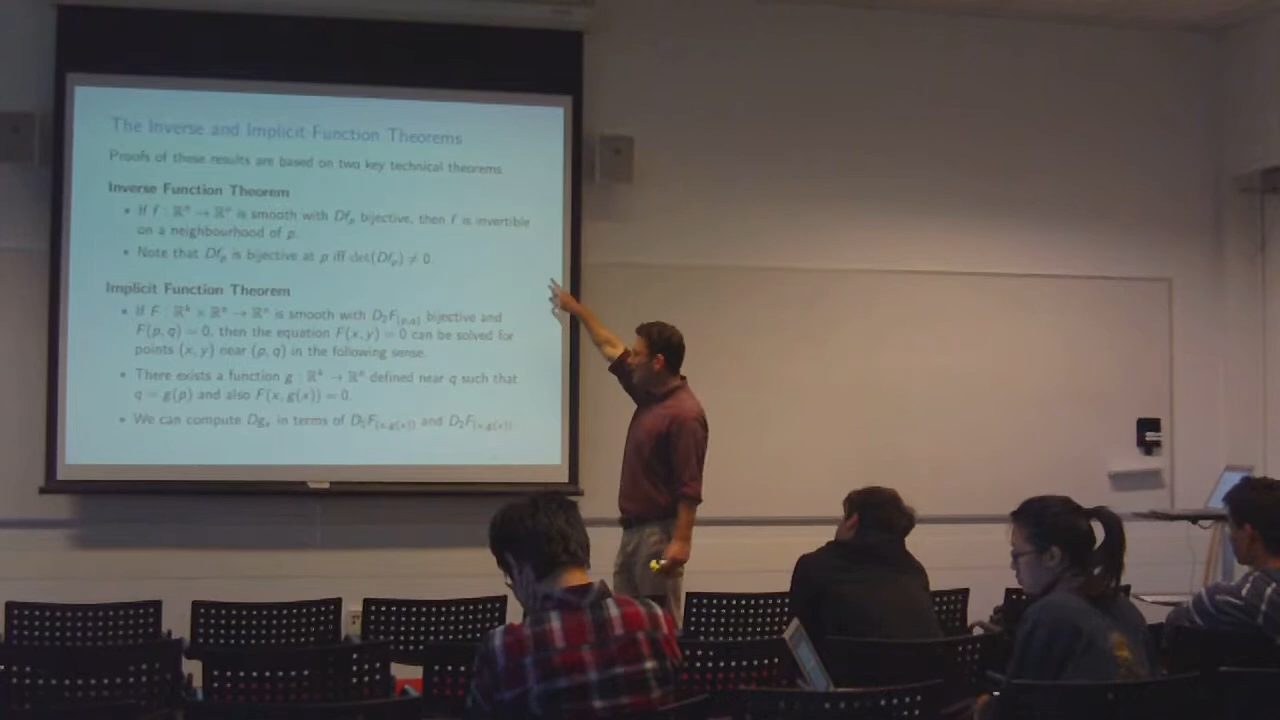 The Inverse and Implicit Function Theorems
Proofs of these results are based on two key technical theorems
Inverse Function Theorem
• If f : ℝⁿ → ℝⁿ is smooth with Df_p bijective, then f is invertible
on a neighbourhood of p.
• Note that Df_p is bijective at p iff det(Df_p) ≠ 0.
Implicit Function Theorem
• If F : ℝᵏ × ℝⁿ → ℝⁿ is smooth with D₂F_(p,q) bijective and
F(p, q) = 0, then the equation F(x, y) = 0 can be solved for
points (x, y) near (p, q) in the following sense.
• There exists a function g : ℝᵏ → ℝⁿ defined near q such that
q = g(p) and also F(x, g(x)) = 0.
• We can compute Dg_x in terms of D₁F_(x,g(x)) and D₂F_(x,g(x)).